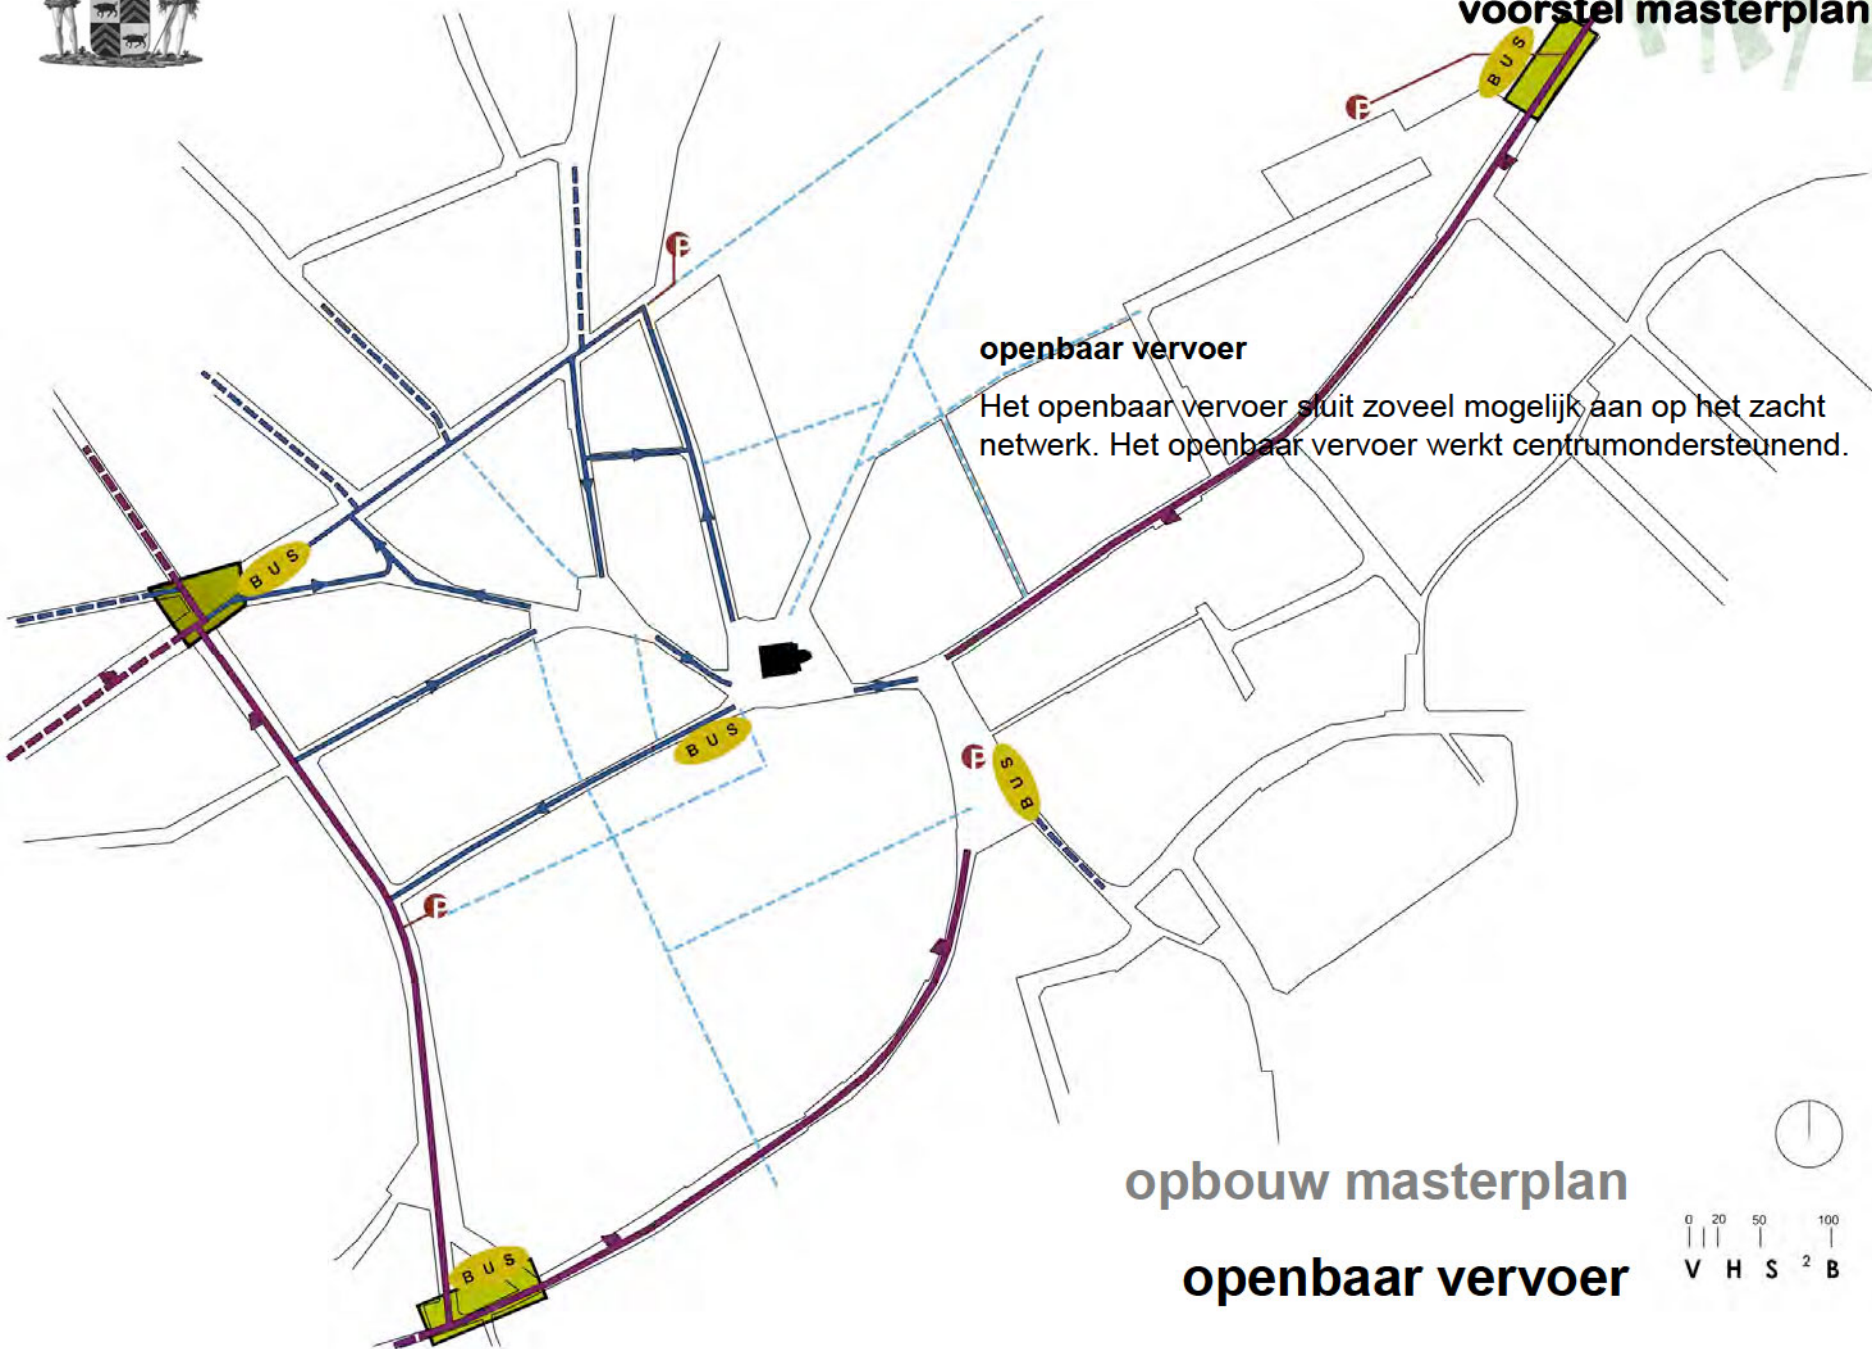 voorstel masterplan
BUS
P
P
openbaar vervoer
Het openbaar vervoer sluit zoveel mogelijk aan op het zacht
netwerk. Het openbaar vervoer werkt centrumondersteunend.
BUS
BUS
P
BUS
P
opbouw masterplan
openbaar vervoer
0 20 50 100
V H S ² B
BUS